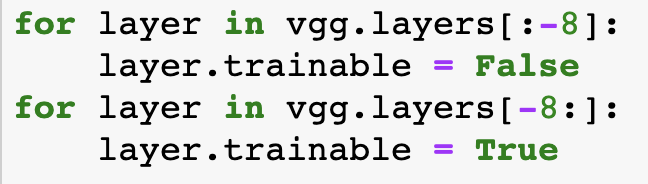 for layer in vgg.layers[:-8]:
    layer.trainable = False
for layer in vgg.layers[-8:]:
    layer.trainable = True